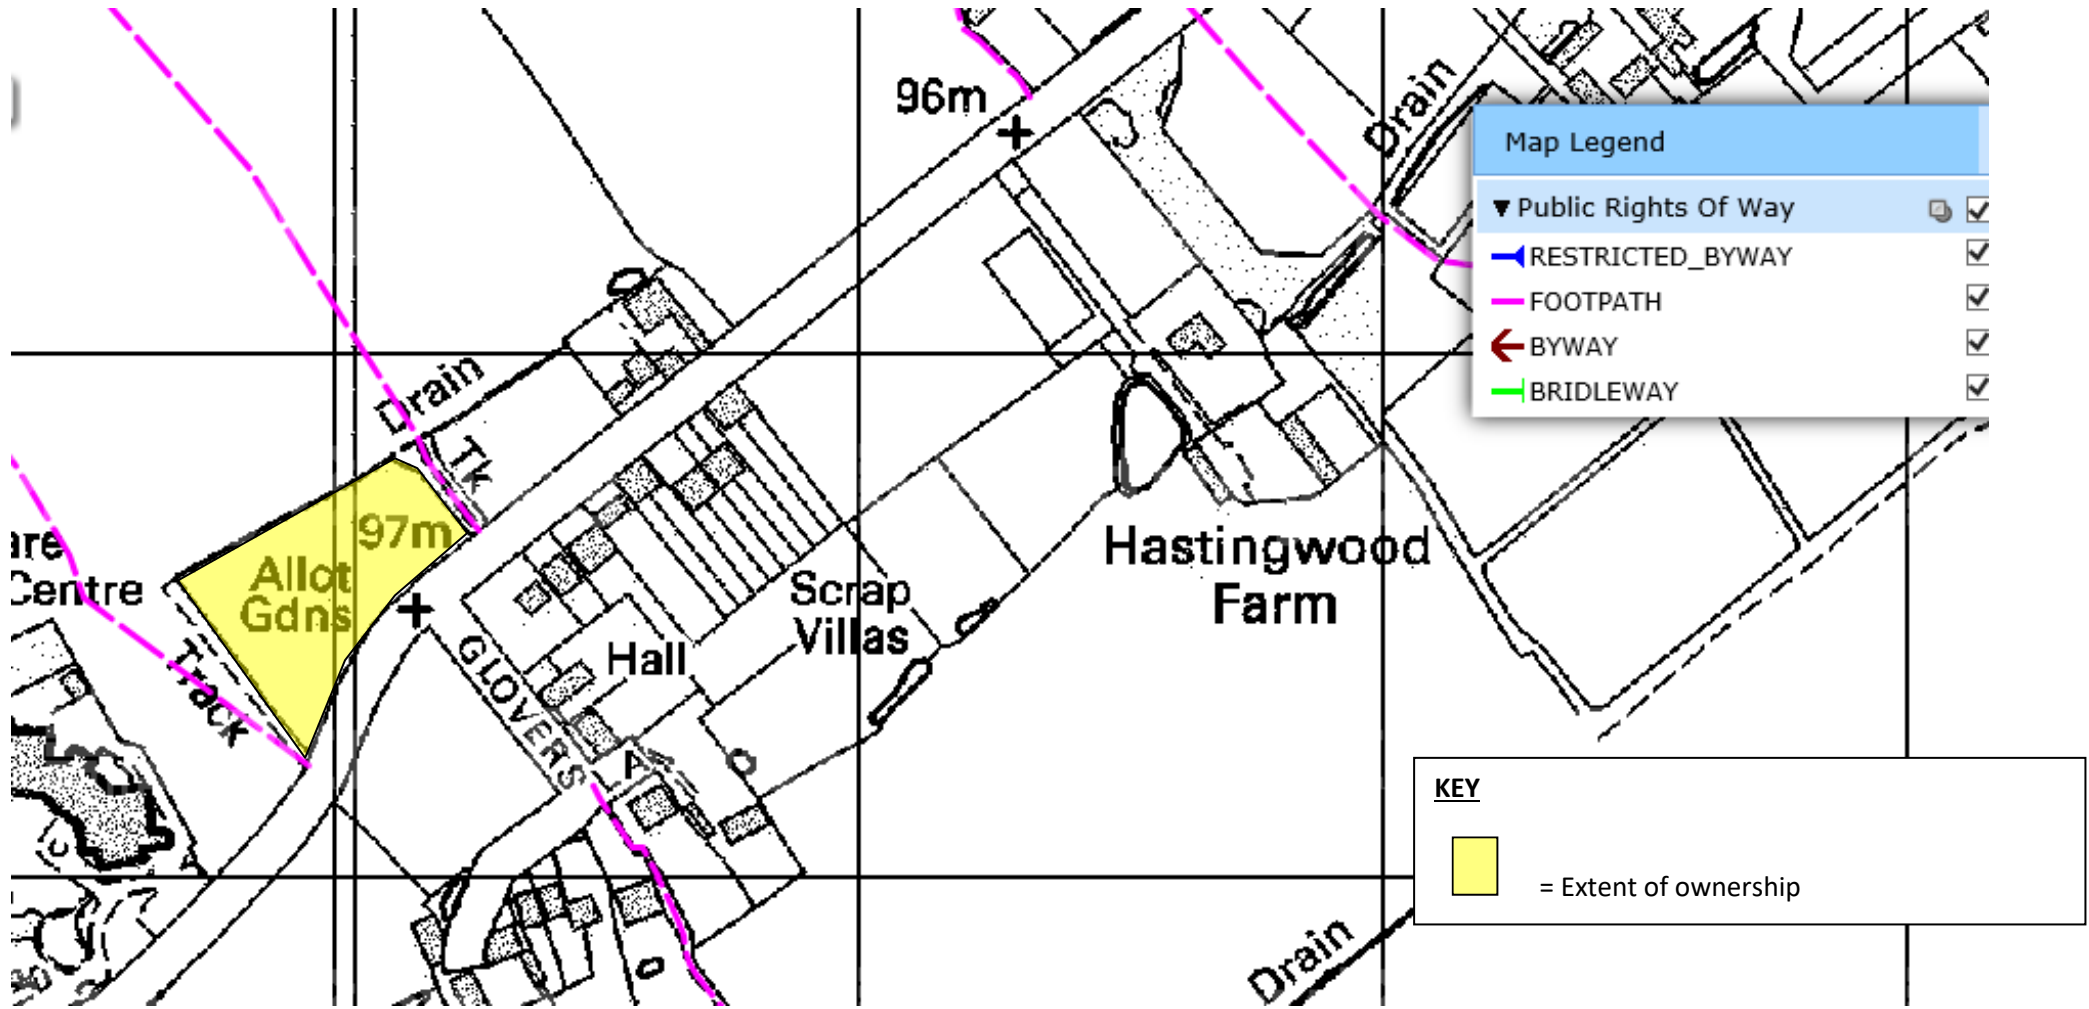 96m
Drain
Map Legend
Public Rights Of Way
RESTRICTED_BYWAY
FOOTPATH
BYWAY
BRIDLEWAY
Drain
Tk
97m
Allot
Gdns
are
Centre
Track
Hastingwood
Farm
Scrap
Villas
Hall
GLOVERS
KEY
= Extent of ownership
Drain